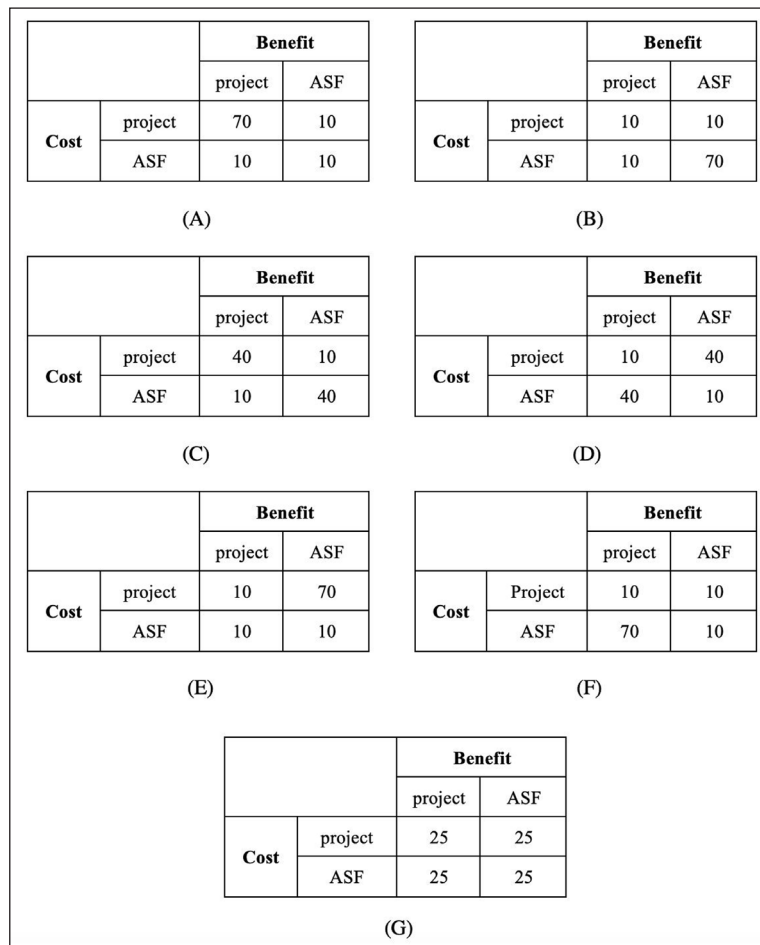 Benefit Benefit
project ASF project ASF
Cost project 70 10 Cost project 10 10
ASF 10 10 ASF 10 70
(A) (B)
Benefit Benefit
project ASF project ASF
Cost project 40 10 Cost project 10 40
ASF 10 40 ASF 40 10
(C) (D)
Benefit Benefit
project ASF project ASF
Cost project 10 70 Cost Project 10 10
ASF 10 10 ASF 70 10
(E) (F)
Benefit
project ASF
Cost project 25 25
ASF 25 25
(G)